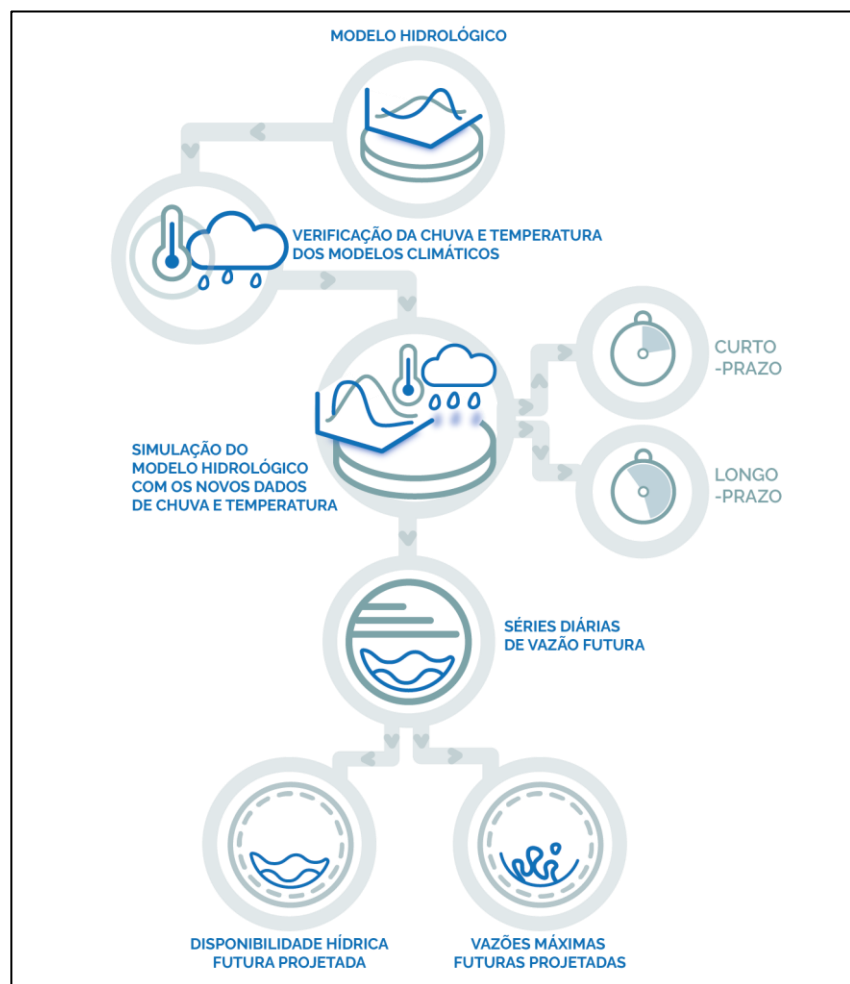 MODELO HIDROLÓGICO
VERIFICAÇÃO DA CHUVA E TEMPERATURA
DOS MODELOS CLIMÁTICOS
CURTO
-PRAZO
SIMULAÇÃO DO
MODELO HIDROLÓGICO
COM OS NOVOS DADOS
DE CHUVA E TEMPERATURA
LONGO
-PRAZO
SÉRIES DIÁRIAS
DE VAZÃO FUTURA
DISPONIBILIDADE HÍDRICA
FUTURA PROJETADA
VAZÕES MÁXIMAS
FUTURAS PROJETADAS